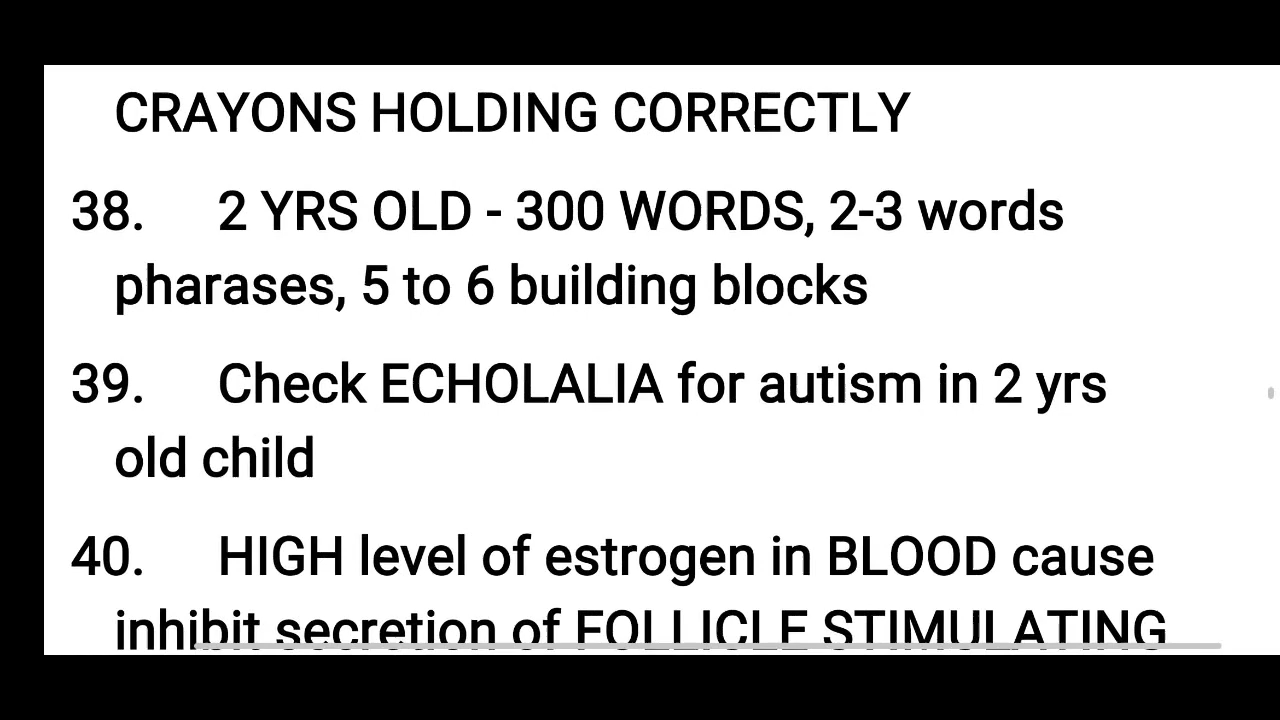 CRAYONS HOLDING CORRECTLY
38. 2 YRS OLD - 300 WORDS, 2-3 words
pharases, 5 to 6 building blocks
39. Check ECHOLALIA for autism in 2 yrs
old child
40. HIGH level of estrogen in BLOOD cause
inhibit secretion of FOLLICLE STIMULATING